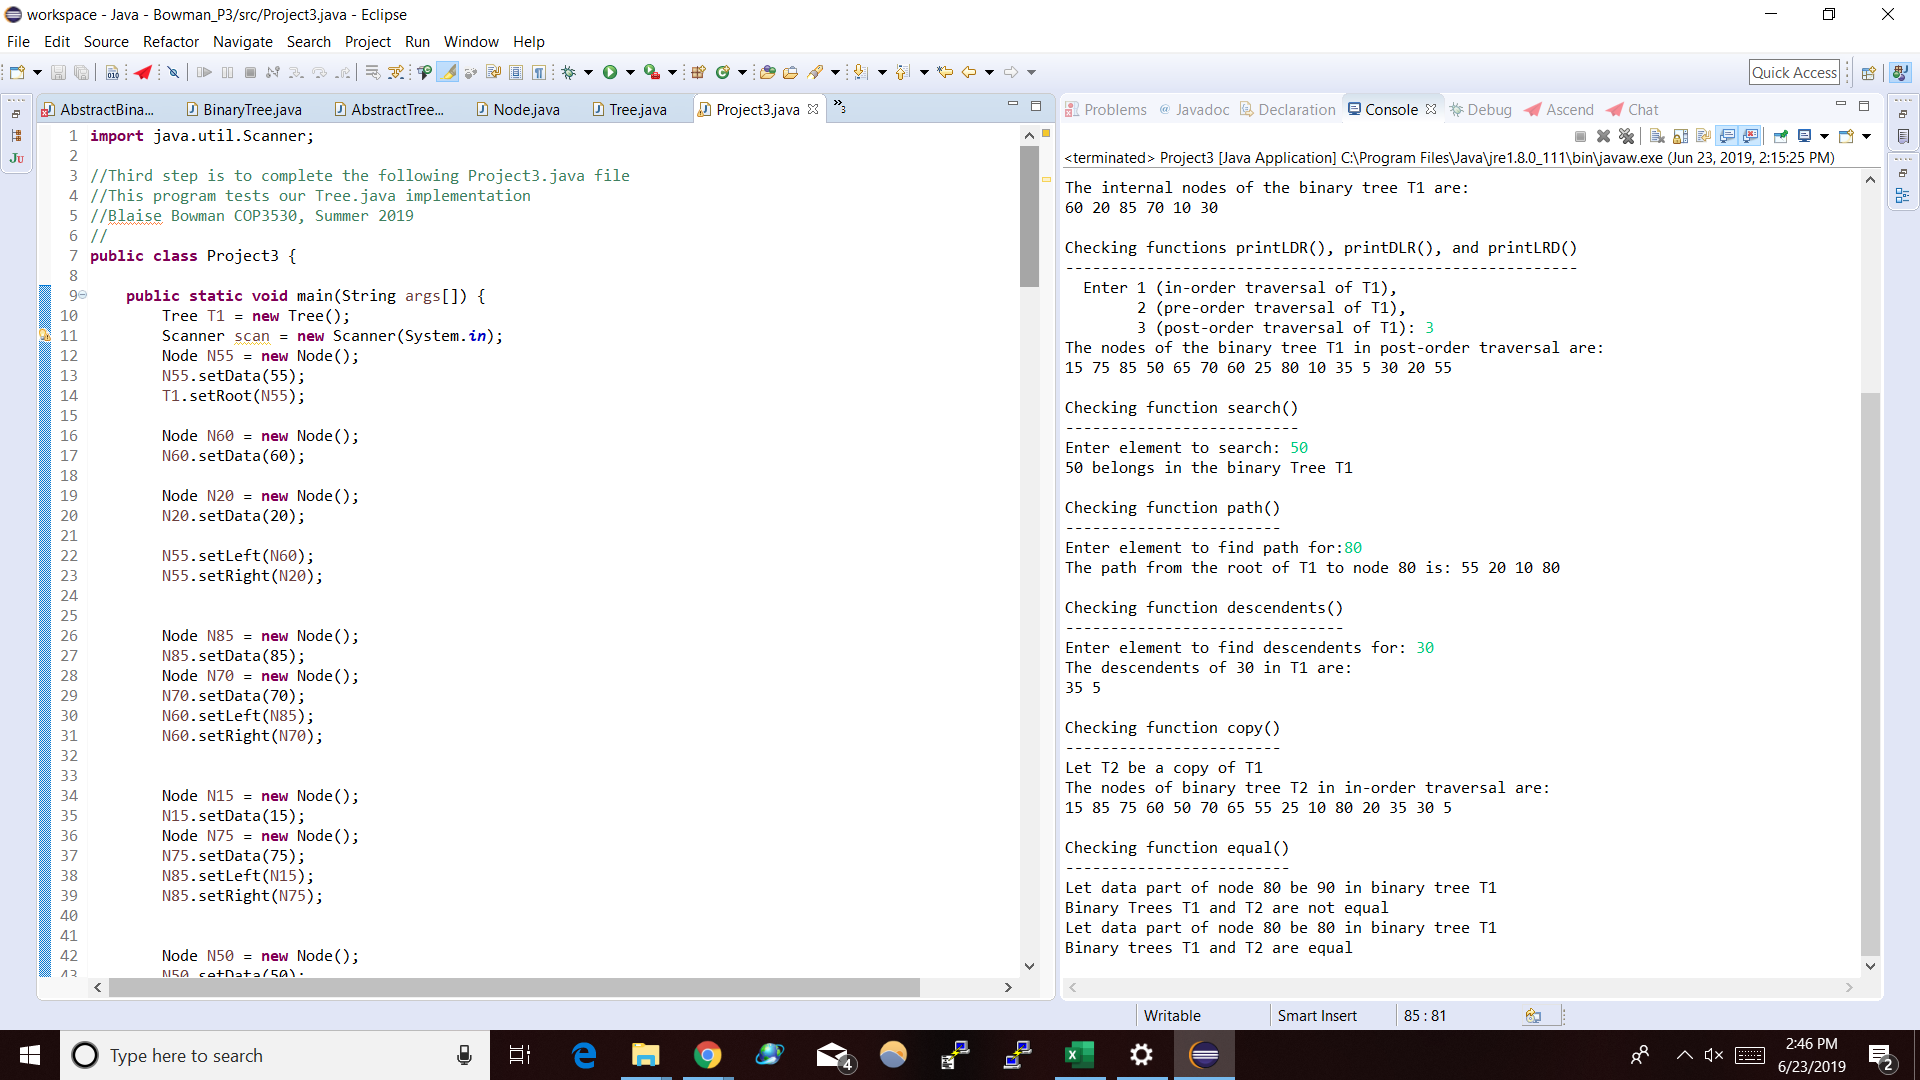 workspace - Java - Bowman_P3/src/Project3.java - Eclipse
File Edit Source Refactor Navigate Search Project Run Window Help
Quick Access
AbstractBina... BinaryTree.java AbstractTree... Node.java Tree.java Project3.java »3
1 import java.util.Scanner;
2
3 //Third step is to complete the following Project3.java file
4 //This program tests our Tree.java implementation
5 //Blaise Bowman COP3530, Summer 2019
6 //
7 public class Project3 {
8
9 public static void main(String args[]) {
10 Tree T1 = new Tree();
11 Scanner scan = new Scanner(System.in);
12 Node N55 = new Node();
13 N55.setData(55);
14 T1.setRoot(N55);
15
16 Node N60 = new Node();
17 N60.setData(60);
18
19 Node N20 = new Node();
20 N20.setData(20);
21
22 N55.setLeft(N60);
23 N55.setRight(N20);
24
25
26 Node N85 = new Node();
27 N85.setData(85);
28 Node N70 = new Node();
29 N70.setData(70);
30 N60.setLeft(N85);
31 N60.setRight(N70);
32
33
34 Node N15 = new Node();
35 N15.setData(15);
36 Node N75 = new Node();
37 N75.setData(75);
38 N85.setLeft(N15);
39 N85.setRight(N75);
40
41
42 Node N50 = new Node();
43 N50.setData(50);
Problems @ Javadoc Declaration Console Debug Ascend Chat
<terminated> Project3 [Java Application] C:\Program Files\Java\jre1.8.0_111\bin\javaw.exe (Jun 23, 2019, 2:15:25 PM)
The internal nodes of the binary tree T1 are:
60 20 85 70 10 30
Checking functions printLDR(), printDLR(), and printLRD()
---------------------------------------------------------
Enter 1 (in-order traversal of T1),
2 (pre-order traversal of T1),
3 (post-order traversal of T1): 3
The nodes of the binary tree T1 in post-order traversal are:
15 75 85 50 65 70 60 25 80 10 35 5 30 20 55
Checking function search()
--------------------------
Enter element to search: 50
50 belongs in the binary Tree T1
Checking function path()
------------------------
Enter element to find path for:80
The path from the root of T1 to node 80 is: 55 20 10 80
Checking function descendents()
-------------------------------
Enter element to find descendents for: 30
The descendents of 30 in T1 are:
35 5
Checking function copy()
------------------------
Let T2 be a copy of T1
The nodes of binary tree T2 in in-order traversal are:
15 85 75 60 50 70 65 55 25 10 80 20 35 30 5
Checking function equal()
-------------------------
Let data part of node 80 be 90 in binary tree T1
Binary Trees T1 and T2 are not equal
Let data part of node 80 be 80 in binary tree T1
Binary trees T1 and T2 are equal
Writable Smart Insert 85 : 81
Type here to search
4
2:46 PM
6/23/2019
2